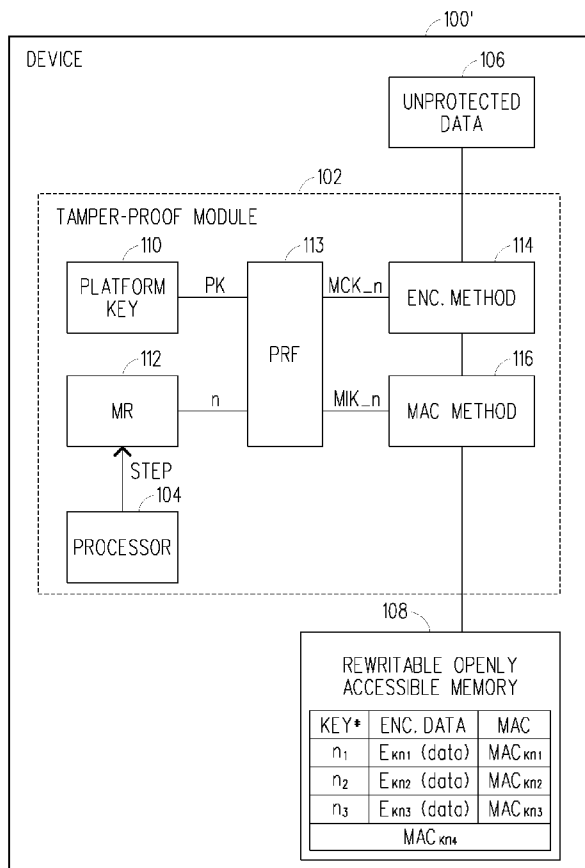 100'
DEVICE
106
UNPROTECTED
DATA
102
TAMPER-PROOF MODULE
110
PLATFORM
KEY
PK
113
PRF
MCK_n
114
ENC. METHOD
112
MR
n
MIK_n
116
MAC METHOD
STEP
104
PROCESSOR
108
REWRITABLE OPENLY
ACCESSIBLE MEMORY
KEY* ENC. DATA MAC
n₁ Eₖₙ₁ (data) MACₖₙ₁
n₂ Eₖₙ₂ (data) MACₖₙ₂
n₃ Eₖₙ₃ (data) MACₖₙ₃
MACₖₙ₄